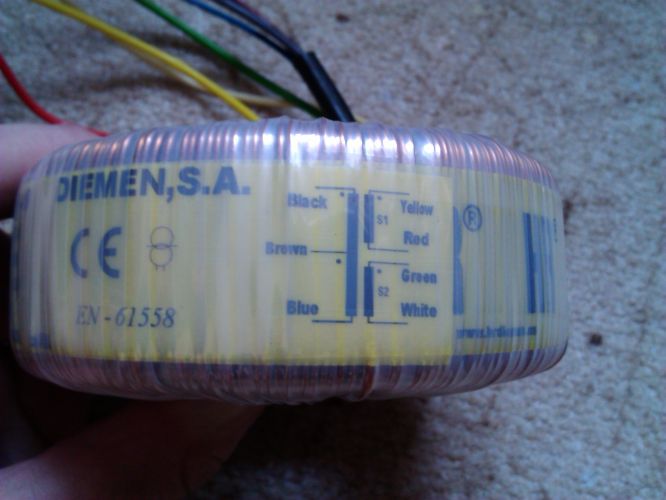 DIEMEN,S.A.
CE
EN - 61558
Black
Brown
Blue
S1
S2
Yellow
Red
Green
White
R
®